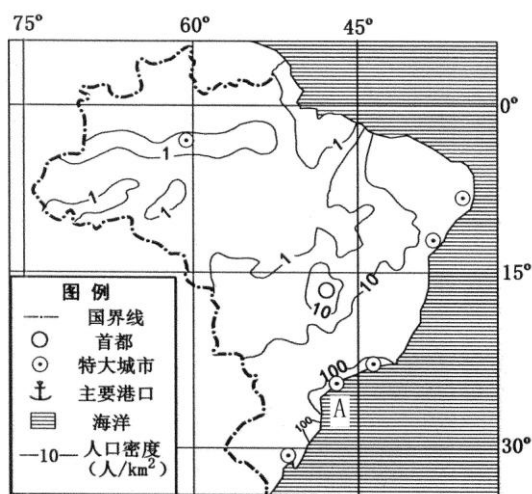 75° 60° 45°
0°
1
1
1
1
1
15°
10
10
图 例
国界线
首都
特大城市
主要港口
海洋
—10— 人口密度
(人/km²)
100
A
100
30°